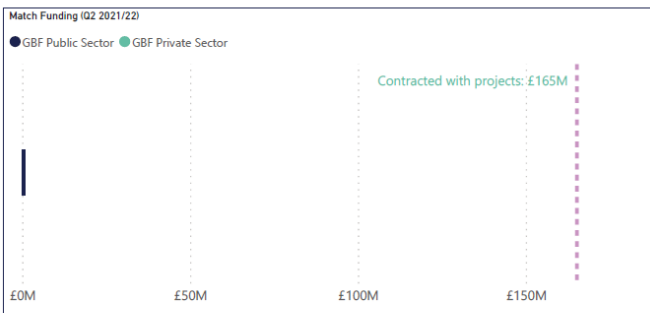 Match Funding (Q2 2021/22)
GBF Public Sector GBF Private Sector
Contracted with projects: £165M
£0M £50M £100M £150M